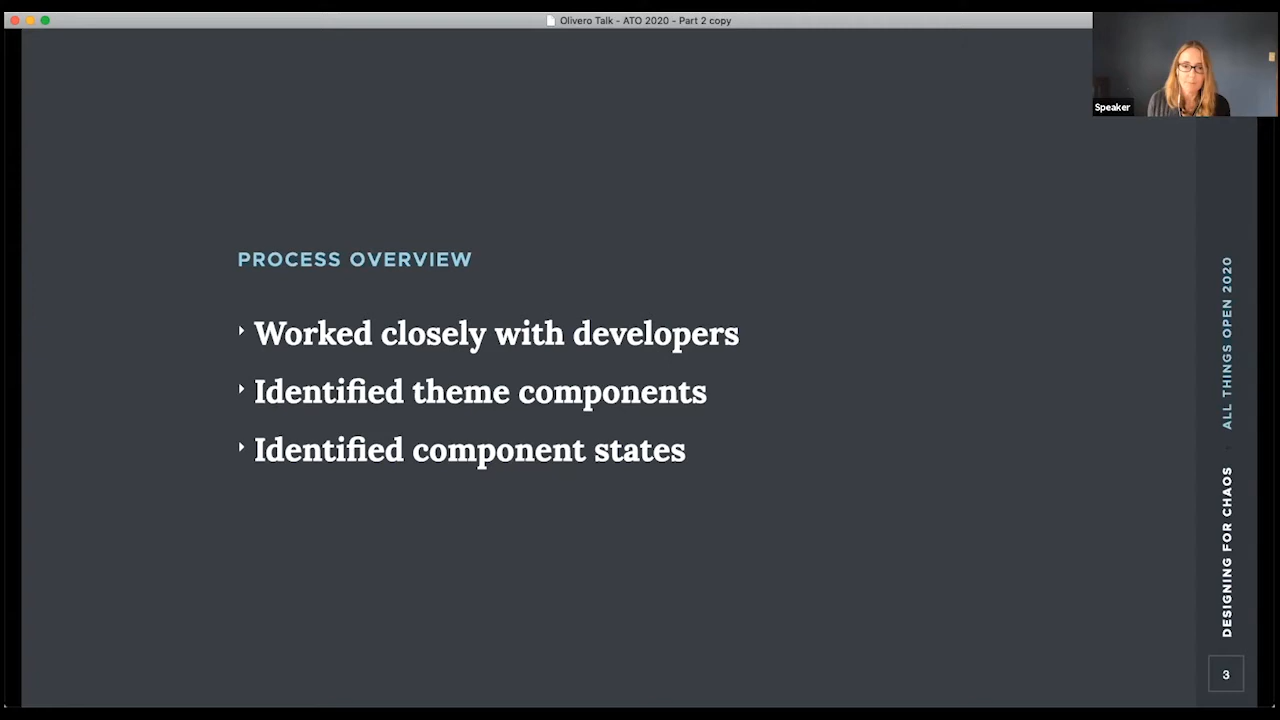 Olivero Talk - ATO 2020 - Part 2 copy
Speaker
PROCESS OVERVIEW
Worked closely with developers
Identified theme components
Identified component states
DESIGNING FOR CHAOS · ALL THINGS OPEN 2020
3